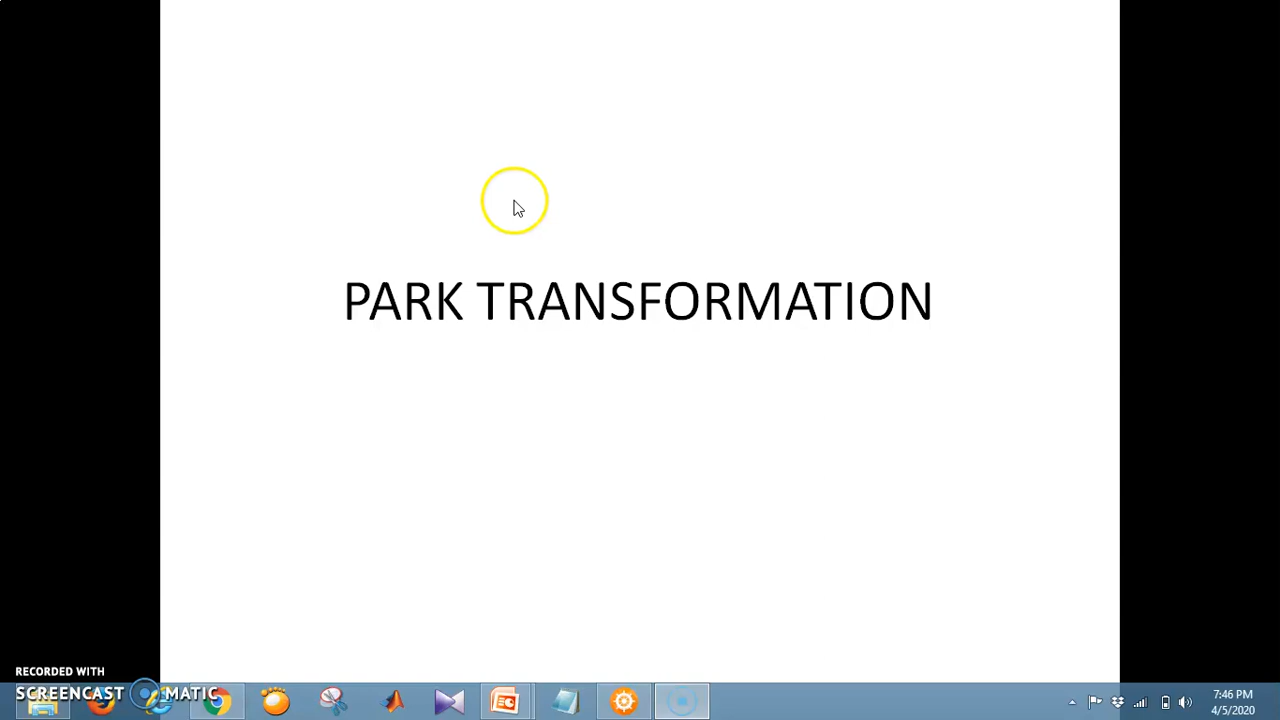 PARK TRANSFORMATION
RECORDED WITH
SCREENCAST MATIC
7:46 PM
4/5/2020